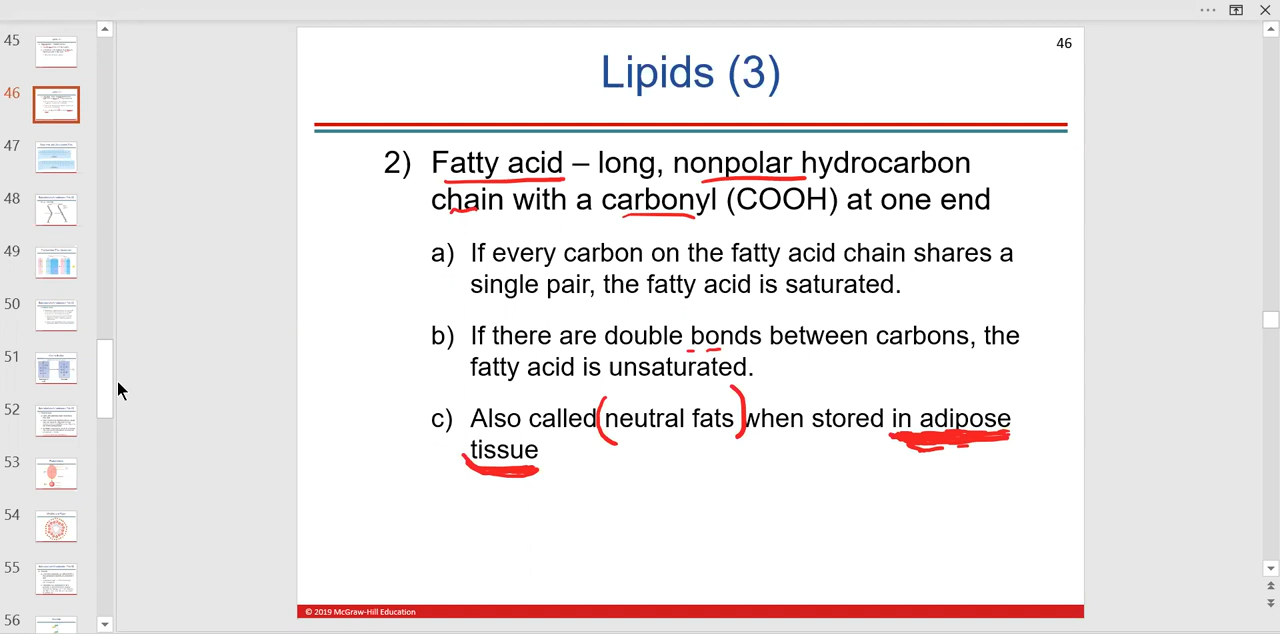 45
46
47
48
49
50
51
52
53
54
55
56
46
Lipids (3)
2) Fatty acid – long, nonpolar hydrocarbon
chain with a carbonyl (COOH) at one end
a) If every carbon on the fatty acid chain shares a
single pair, the fatty acid is saturated.
b) If there are double bonds between carbons, the
fatty acid is unsaturated.
c) Also called neutral fats when stored in adipose
tissue
© 2019 McGraw-Hill Education